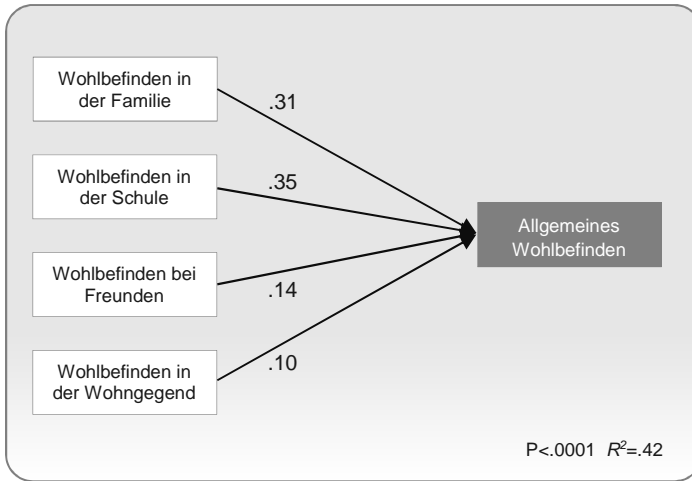 Wohlbefinden in
der Familie
.31
Wohlbefinden in
der Schule
.35
Allgemeines
Wohlbefinden
Wohlbefinden bei
Freunden
.14
Wohlbefinden in
der Wohngegend
.10
P<.0001 R²=.42